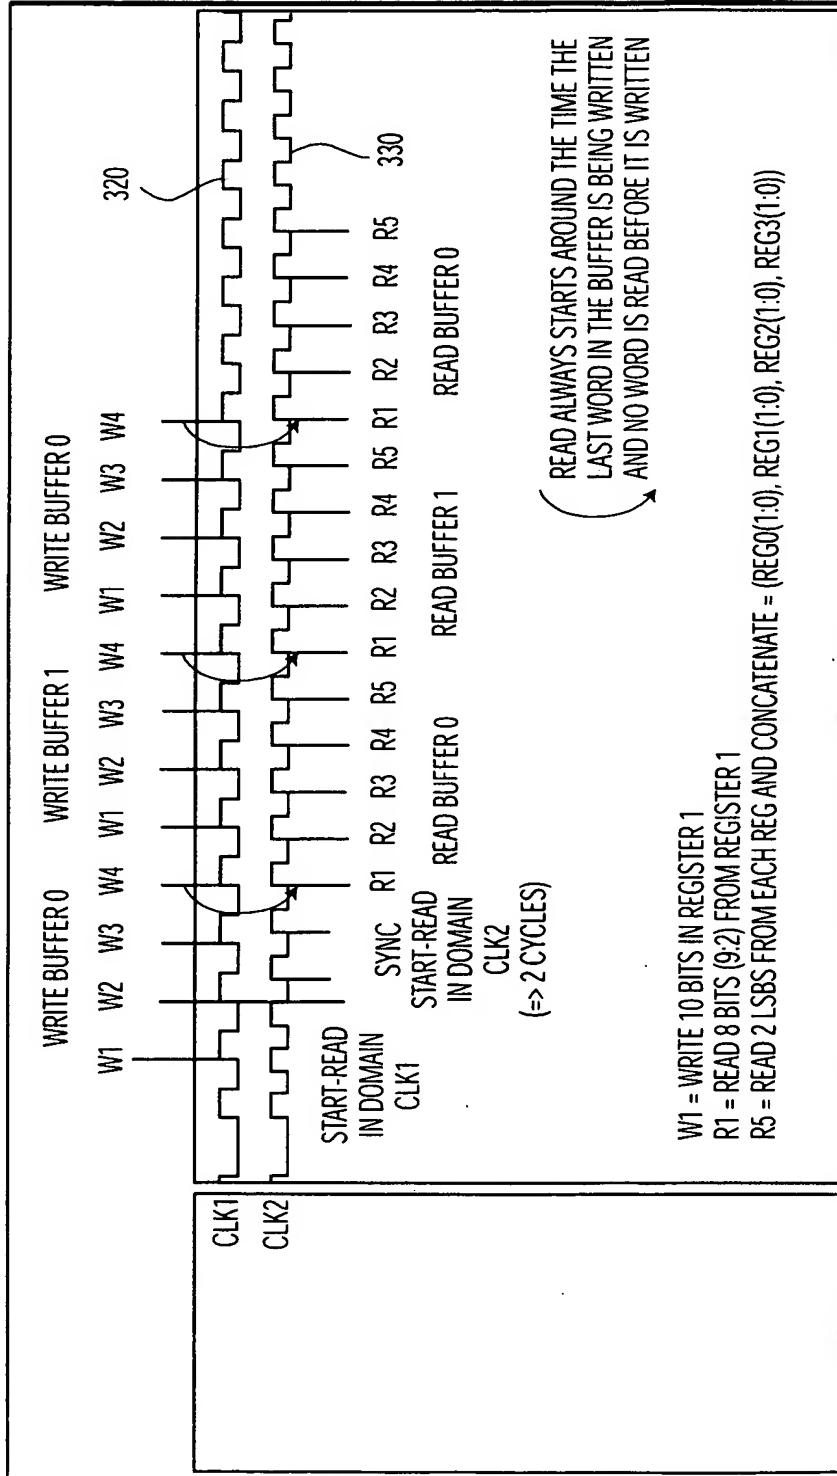 WRITE BUFFER 0 WRITE BUFFER 1 WRITE BUFFER 0
W1 W2 W3 W4 W1 W2 W3 W4 W1 W2 W3 W4
320
CLK1
CLK2
330
START-READ
IN DOMAIN
CLK1
SYNC
START-READ
IN DOMAIN
CLK2
(=> 2 CYCLES)
R1 R2 R3 R4 R5 R1 R2 R3 R4 R5 R1 R2 R3 R4 R5
READ BUFFER 0 READ BUFFER 1 READ BUFFER 0
READ ALWAYS STARTS AROUND THE TIME THE
LAST WORD IN THE BUFFER IS BEING WRITTEN
AND NO WORD IS READ BEFORE IT IS WRITTEN
W1 = WRITE 10 BITS IN REGISTER 1
R1 = READ 8 BITS (9:2) FROM REGISTER 1
R5 = READ 2 LSBS FROM EACH REG AND CONCATENATE = (REG0(1:0), REG1(1:0), REG2(1:0), REG3(1:0))